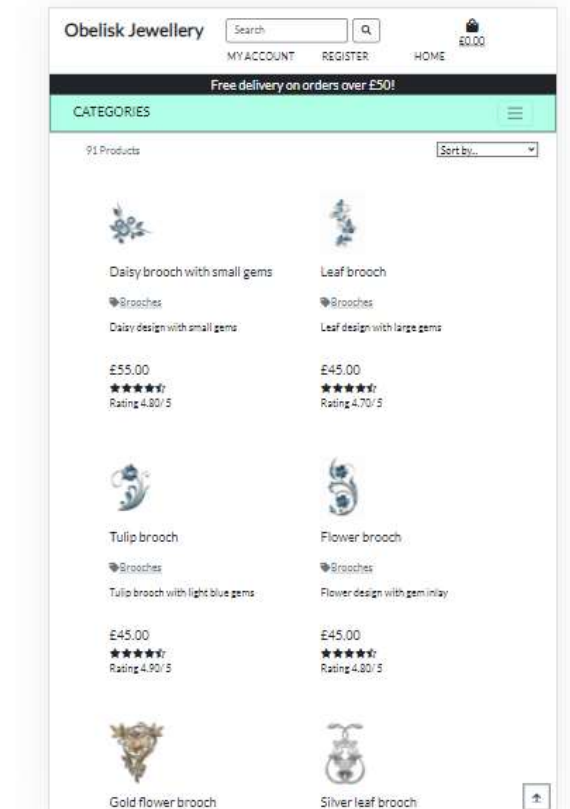 Obelisk Jewellery
Search
£0.00
MY ACCOUNT REGISTER HOME
Free delivery on orders over £50!
CATEGORIES
91 Products
Sort by...
Daisy brooch with small gems
Brooches
Daisy design with small gems
£55.00
Rating 4.80/5
Leaf brooch
Brooches
Leaf design with large gems
£45.00
Rating 4.70/5
Tulip brooch
Brooches
Tulip brooch with light blue gems
£45.00
Rating 4.90/5
Flower brooch
Brooches
Flower design with gem inlay
£45.00
Rating 4.80/5
Gold flower brooch
Silver leaf brooch